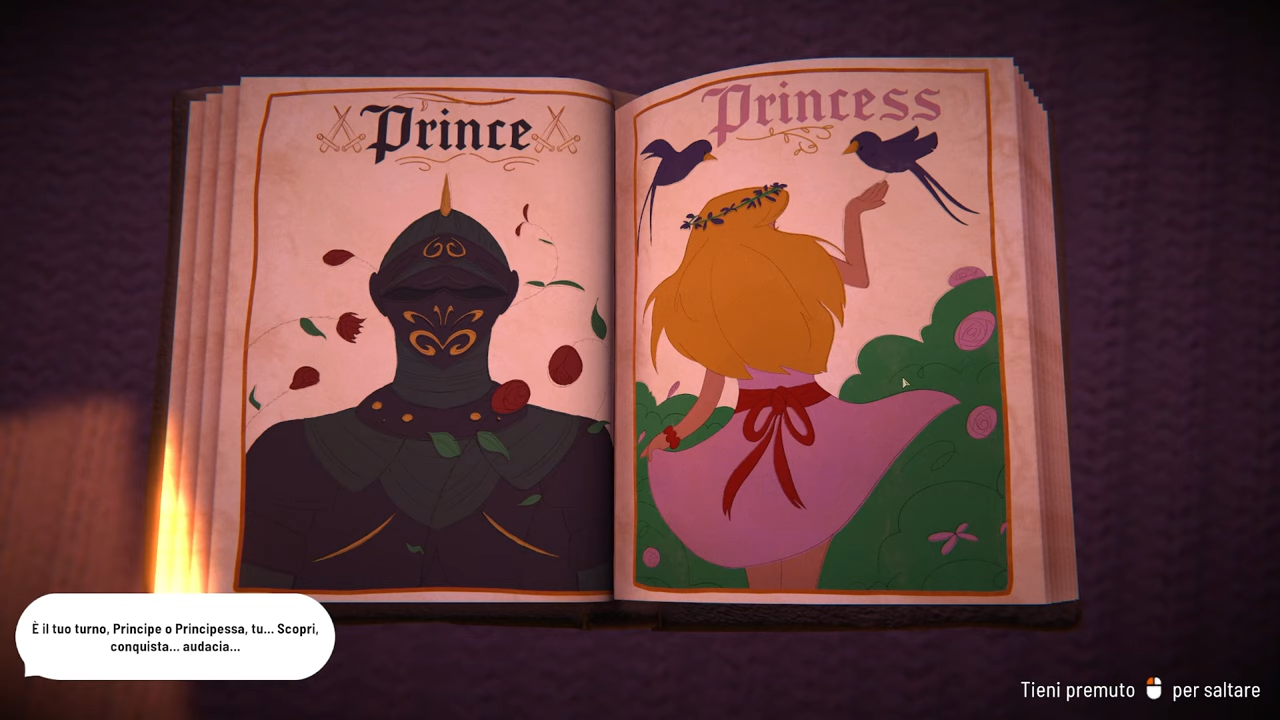 Prince
Princess
È il tuo turno, Principe o Principessa, tu... Scopri,
conquista... audacia...
Tieni premuto per saltare